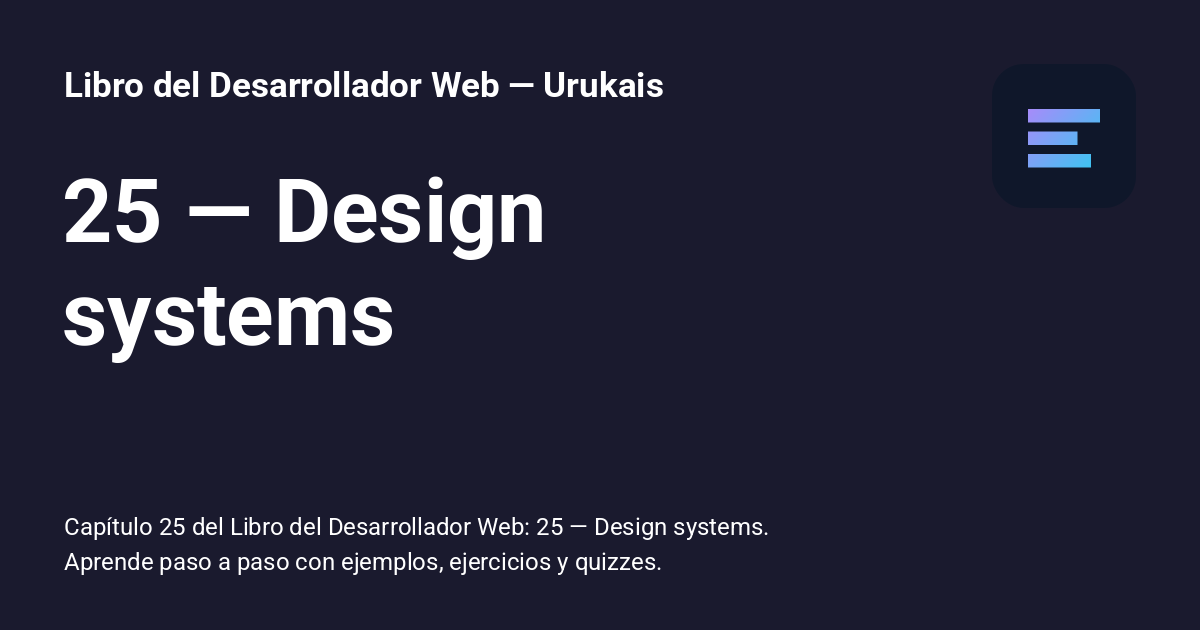 Libro del Desarrollador Web — Urukais
25 — Design
systems
Capítulo 25 del Libro del Desarrollador Web: 25 — Design systems.
Aprende paso a paso con ejemplos, ejercicios y quizzes.